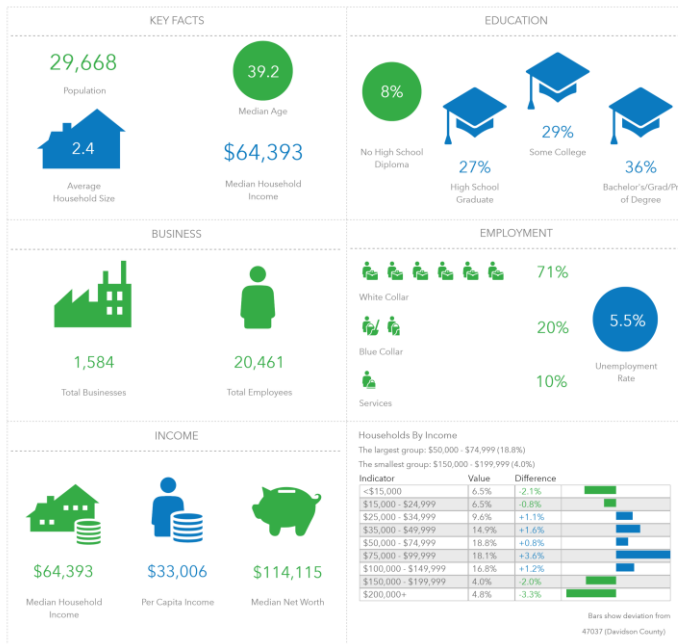 KEY FACTS
29,668
Population
39.2
Median Age
2.4
Average
Household Size
$64,393
Median Household
Income
EDUCATION
8%
No High School
Diploma
27%
High School
Graduate
29%
Some College
36%
Bachelor's/Grad/Pr
of Degree
BUSINESS
1,584
Total Businesses
20,461
Total Employees
EMPLOYMENT
71%
White Collar
20%
Blue Collar
10%
Services
5.5%
Unemployment
Rate
INCOME
$64,393
Median Household
Income
$33,006
Per Capita Income
$114,115
Median Net Worth
Households By Income
The largest group: $50,000 - $74,999 (18.8%)
The smallest group: $150,000 - $199,999 (4.0%)
Indicator Value Difference
<$15,000 6.5% -2.1%
$15,000 - $24,999 6.5% -0.8%
$25,000 - $34,999 9.6% +1.1%
$35,000 - $49,999 14.9% +1.6%
$50,000 - $74,999 18.8% +0.8%
$75,000 - $99,999 18.1% +3.6%
$100,000 - $149,999 16.8% +1.2%
$150,000 - $199,999 4.0% -2.0%
$200,000+ 4.8% -3.3%
Bars show deviation from
47037 (Davidson County)